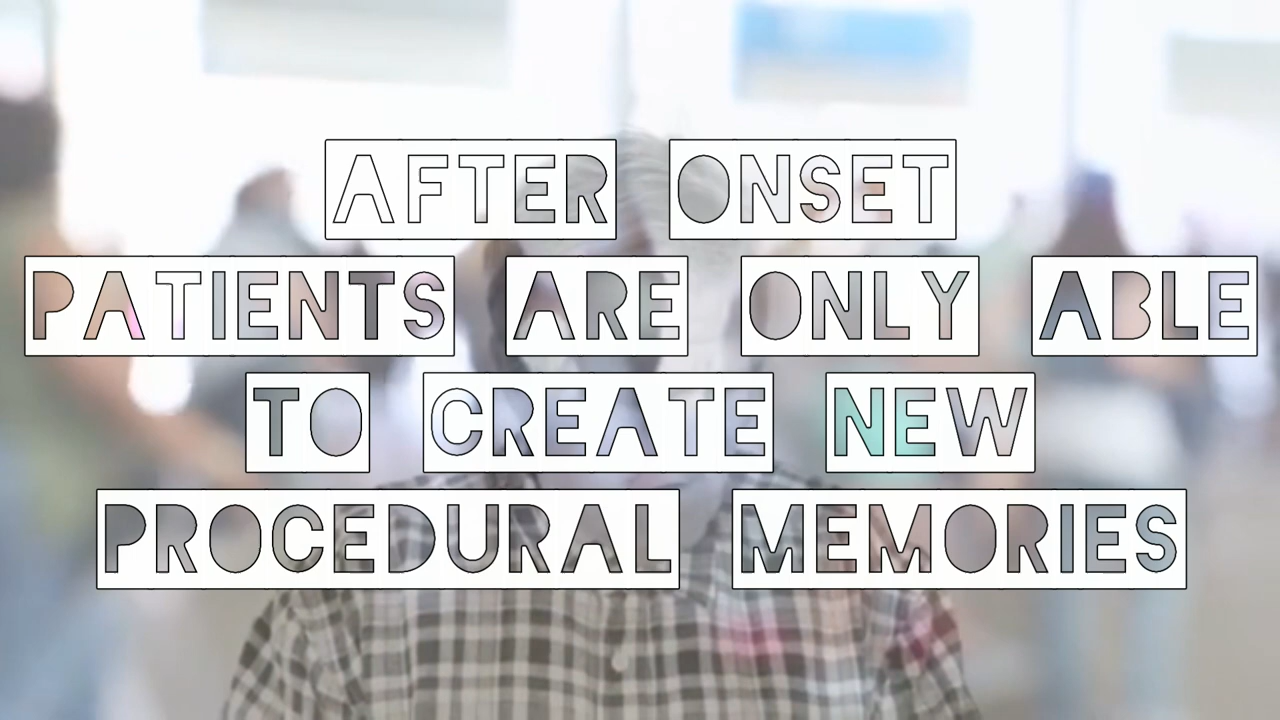 AFTER ONSET
PATIENTS ARE ONLY ABLE
TO CREATE NEW
PROCEDURAL MEMORIES